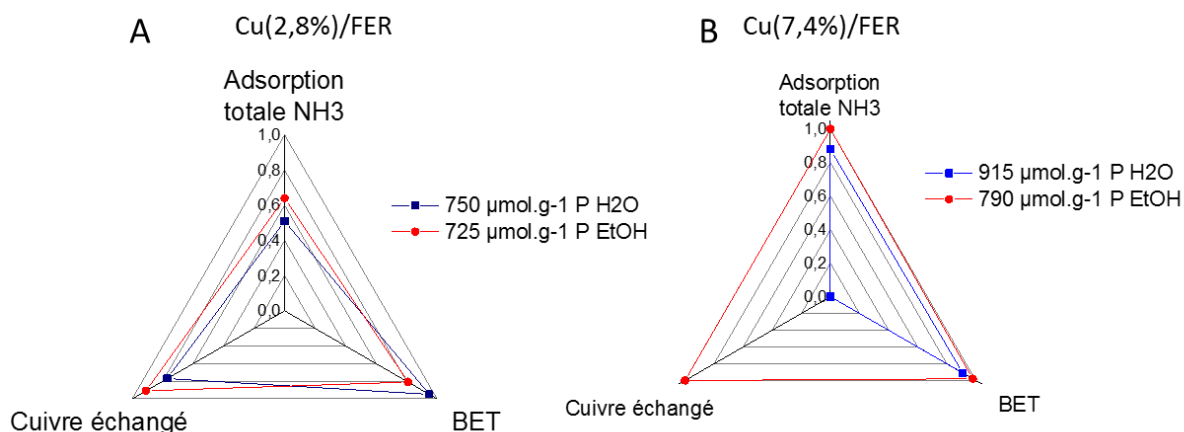 A
Cu(2,8%)/FER
Adsorption
totale NH3
1,0
0,8
0,6
0,4
0,2
0,0
Cuivre échangé
BET
750 µmol.g-1 P H2O
725 µmol.g-1 P EtOH
B
Cu(7,4%)/FER
Adsorption
totale NH3
1,0
0,8
0,6
0,4
0,2
0,0
Cuivre échangé
BET
915 µmol.g-1 P H2O
790 µmol.g-1 P EtOH